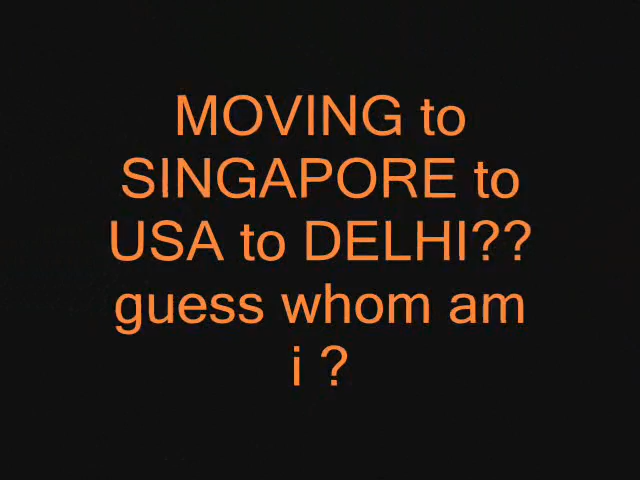 MOVING to
SINGAPORE to
USA to DELHI??
guess whom am
i ?